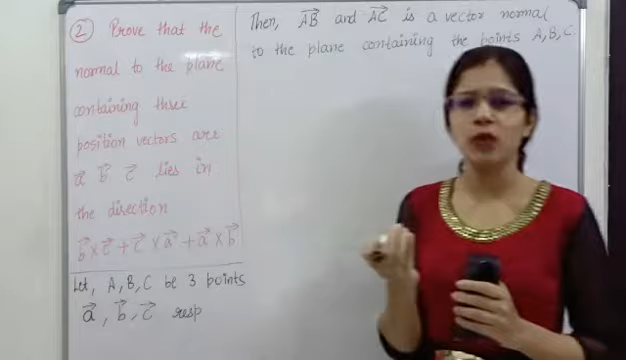 ② Prove that the
normal to the plane
containing three
position vectors are
a⃗ b⃗ c⃗ lies in
the direction
b⃗ × c⃗ + c⃗ × a⃗ + a⃗ × b⃗
Let, A, B, C be 3 points
a⃗, b⃗, c⃗ resp
Then, AB⃗ and AC⃗ is a vector normal
to the plane containing the points A, B, C.